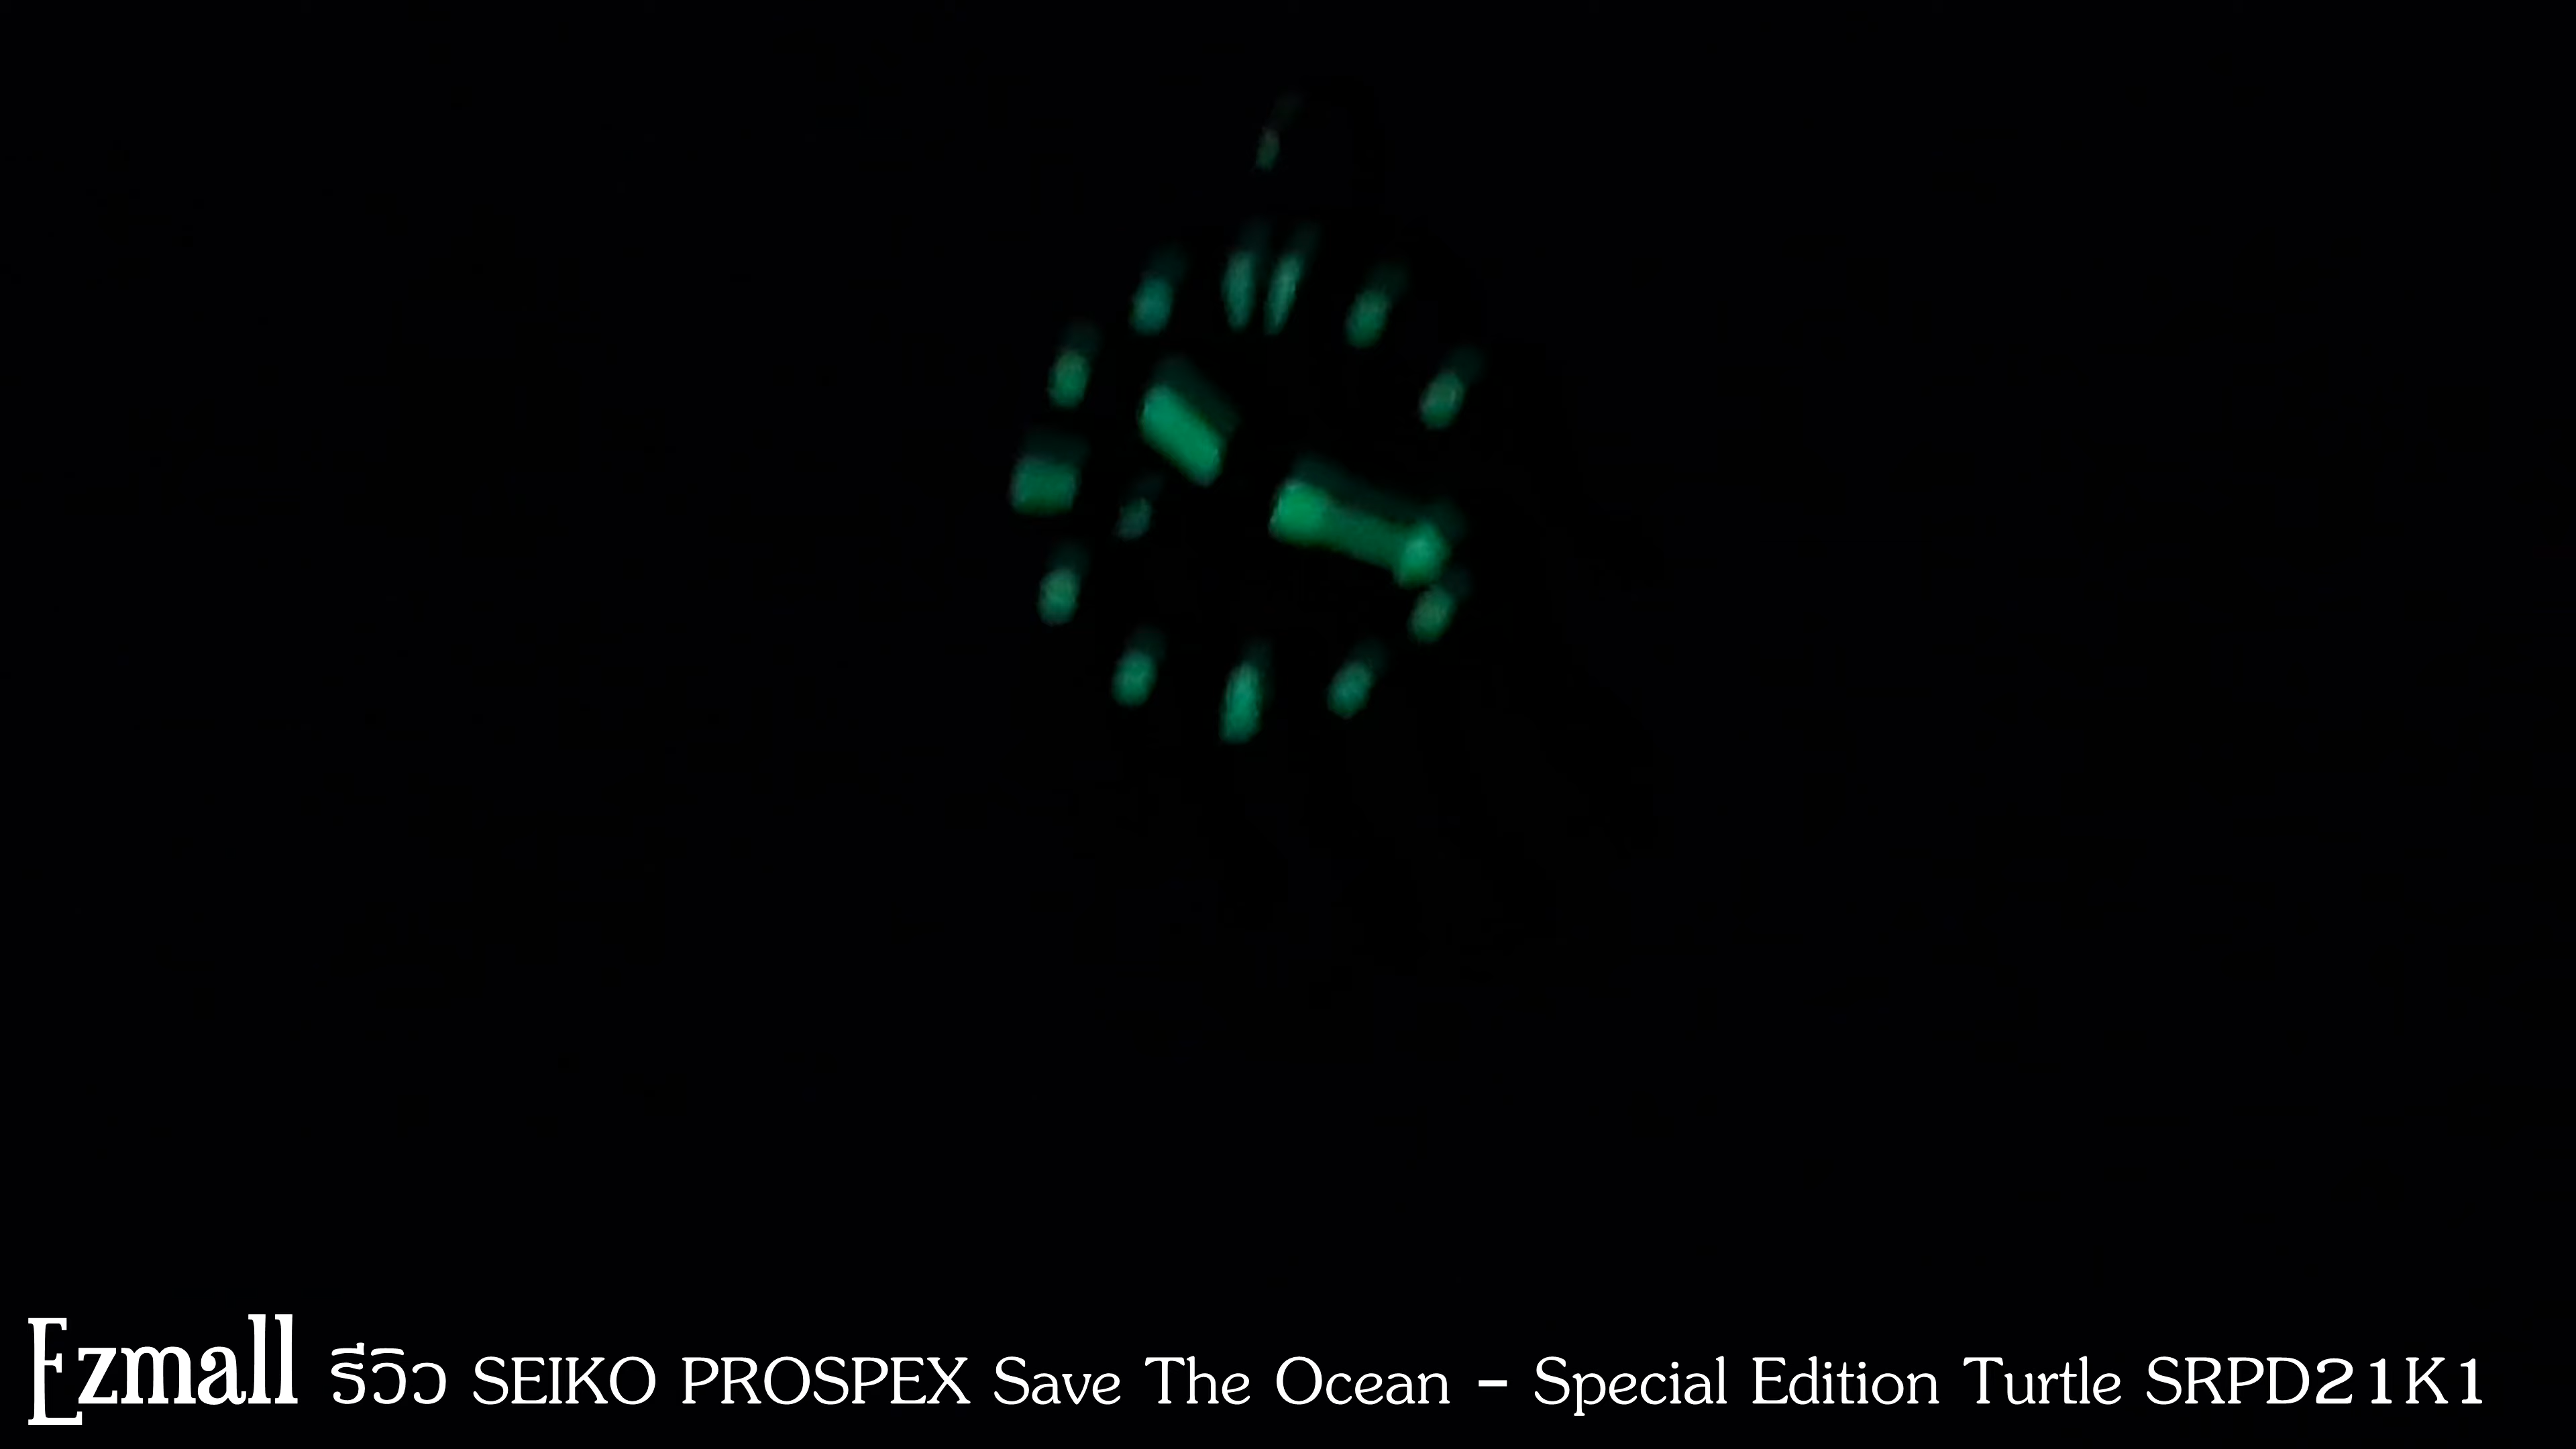 Ezmall รีวิว SEIKO PROSPEX Save The Ocean - Special Edition Turtle SRPD21K1